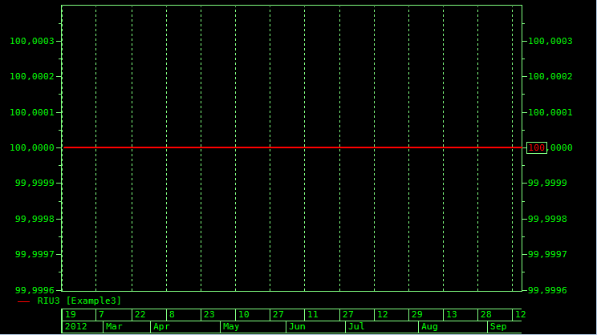 100,0003 100,0003
100,0002 100,0002
100,0001 100,0001
100,0000 100,0000
99,9999 99,9999
99,9998 99,9998
99,9997 99,9997
99,9996 99,9996
RIU3 [Example3]
19 7 22 8 23 10 27 11 27 12 29 13 28 12
2012 Mar Apr May Jun Jul Aug Sep